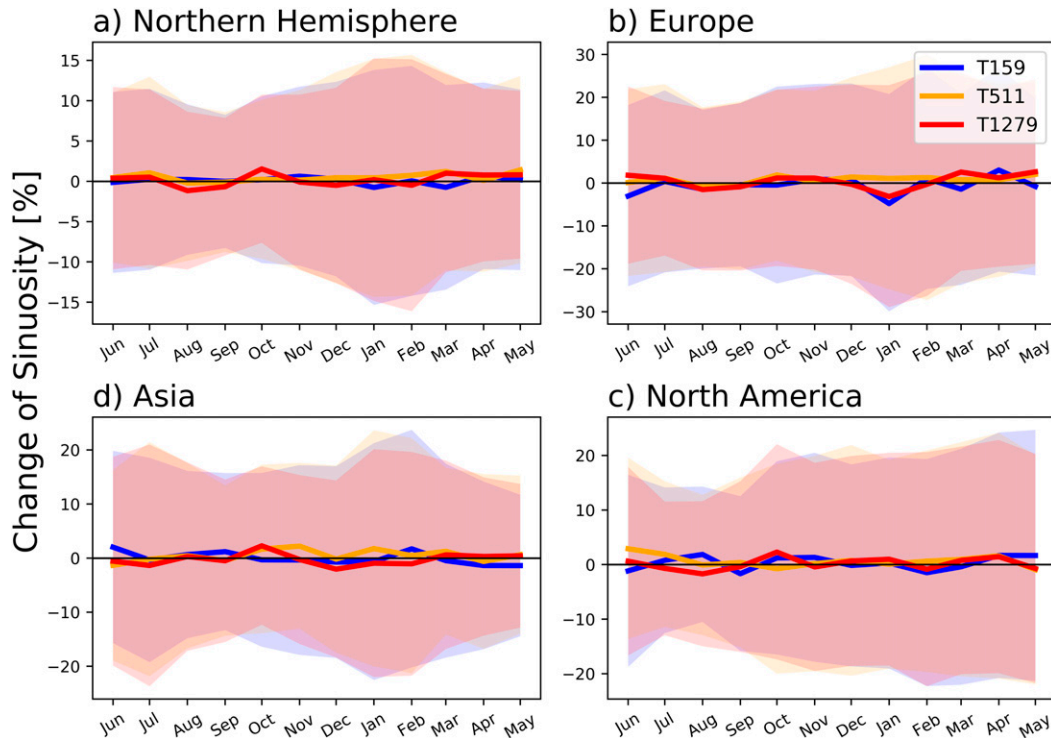 a) Northern Hemisphere
15
10
5
0
−5
−10
−15
Jun Jul Aug Sep Oct Nov Dec Jan Feb Mar Apr May
b) Europe
30
20
10
0
−10
−20
−30
T159
T511
T1279
Jun Jul Aug Sep Oct Nov Dec Jan Feb Mar Apr May
Change of Sinuosity [%]
d) Asia
20
10
0
−10
−20
Jun Jul Aug Sep Oct Nov Dec Jan Feb Mar Apr May
c) North America
20
10
0
−10
−20
Jun Jul Aug Sep Oct Nov Dec Jan Feb Mar Apr May